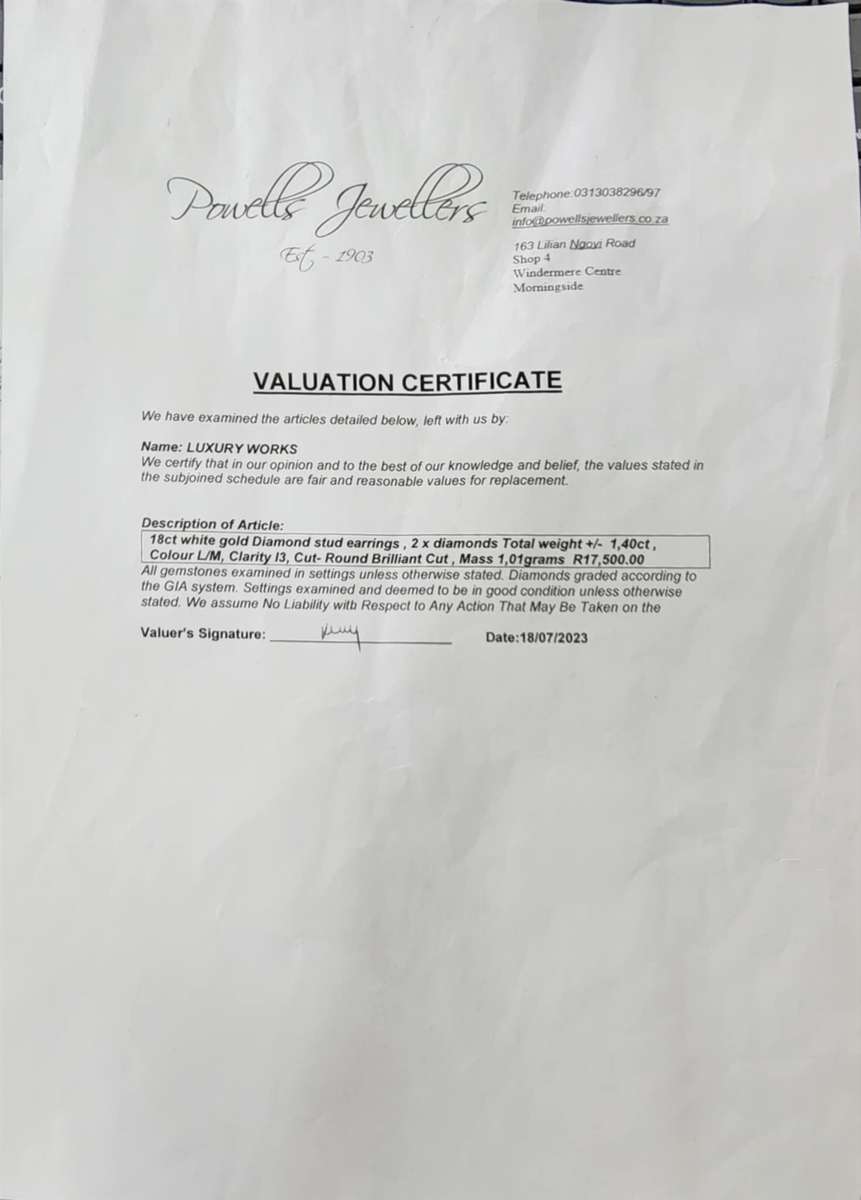 Powells Jewellers
Est - 1903
Telephone:0313038296/97
Email:
info@powellsjewellers.co.za
163 Lilian Ngoyi Road
Shop 4
Windermere Centre
Morningside
VALUATION CERTIFICATE
We have examined the articles detailed below, left with us by:
Name: LUXURY WORKS
We certify that in our opinion and to the best of our knowledge and belief, the values stated in
the subjoined schedule are fair and reasonable values for replacement.
Description of Article:
18ct white gold Diamond stud earrings , 2 x diamonds Total weight +/- 1,40ct ,
Colour L/M, Clarity I3, Cut- Round Brilliant Cut , Mass 1,01grams R17,500.00
All gemstones examined in settings unless otherwise stated. Diamonds graded according to
the GIA system. Settings examined and deemed to be in good condition unless otherwise
stated. We assume No Liability with Respect to Any Action That May Be Taken on the
Valuer's Signature: Date:18/07/2023